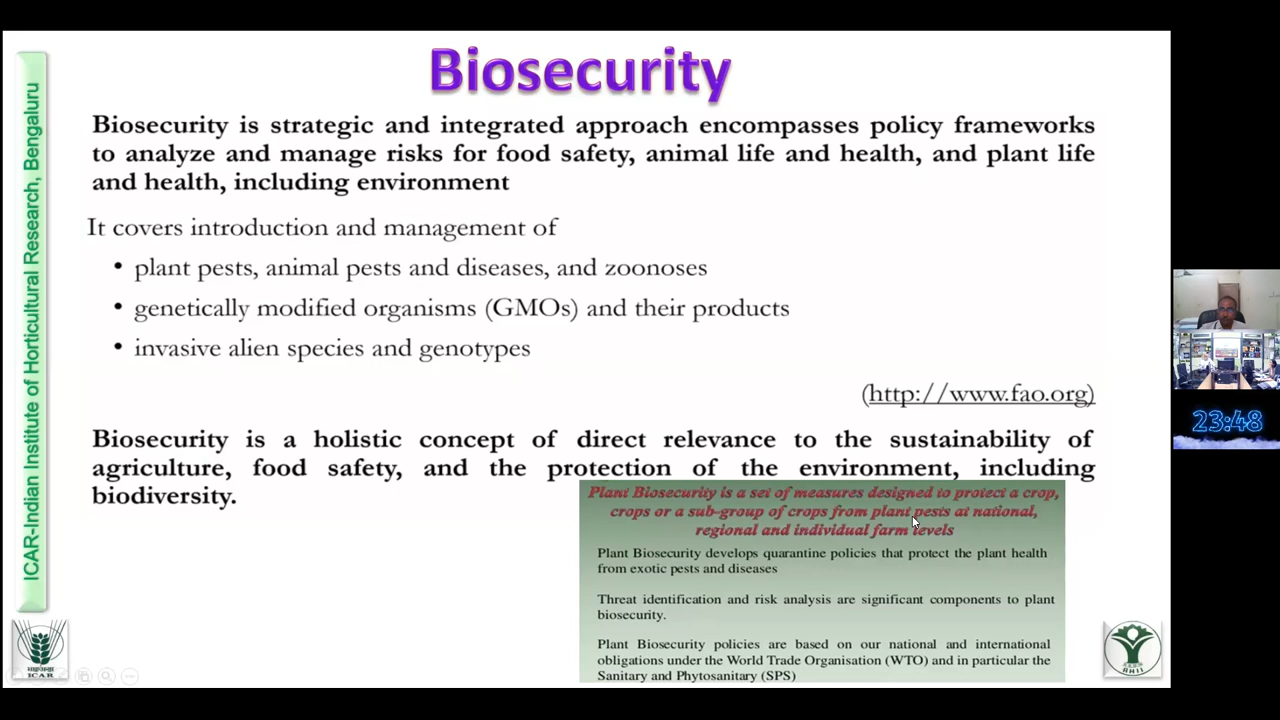 Biosecurity
ICAR-Indian Institute of Horticultural Research, Bengaluru
Biosecurity is strategic and integrated approach encompasses policy frameworks
to analyze and manage risks for food safety, animal life and health, and plant life
and health, including environment
It covers introduction and management of
• plant pests, animal pests and diseases, and zoonoses
• genetically modified organisms (GMOs) and their products
• invasive alien species and genotypes
(http://www.fao.org)
Biosecurity is a holistic concept of direct relevance to the sustainability of
agriculture, food safety, and the protection of the environment, including
biodiversity.
Plant Biosecurity is a set of measures designed to protect a crop,
crops or a sub-group of crops from plant pests at national,
regional and individual farm levels
Plant Biosecurity develops quarantine policies that protect the plant health
from exotic pests and diseases
Threat identification and risk analysis are significant components to plant
biosecurity.
Plant Biosecurity policies are based on our national and international
obligations under the World Trade Organisation (WTO) and in particular the
Sanitary and Phytosanitary (SPS)
ICAR
23:48